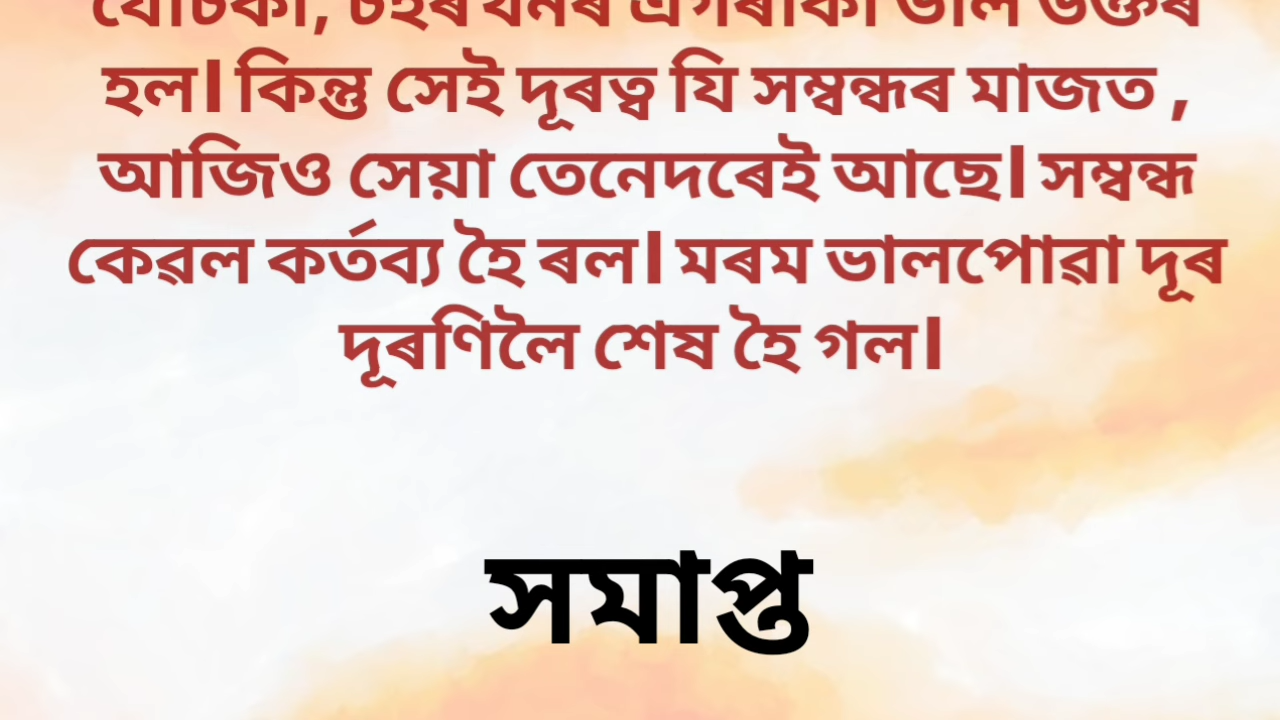 হল। কিন্তু সেই দূৰত্ব যি সম্বন্ধৰ মাজত ,
আজিও সেয়া তেনেদৰেই আছে। সম্বন্ধ
কেৱল কৰ্তব্য হৈ ৰল। মৰম ভালপোৱা দূৰ
দূৰণিলৈ শেষ হৈ গল।
সমাপ্ত